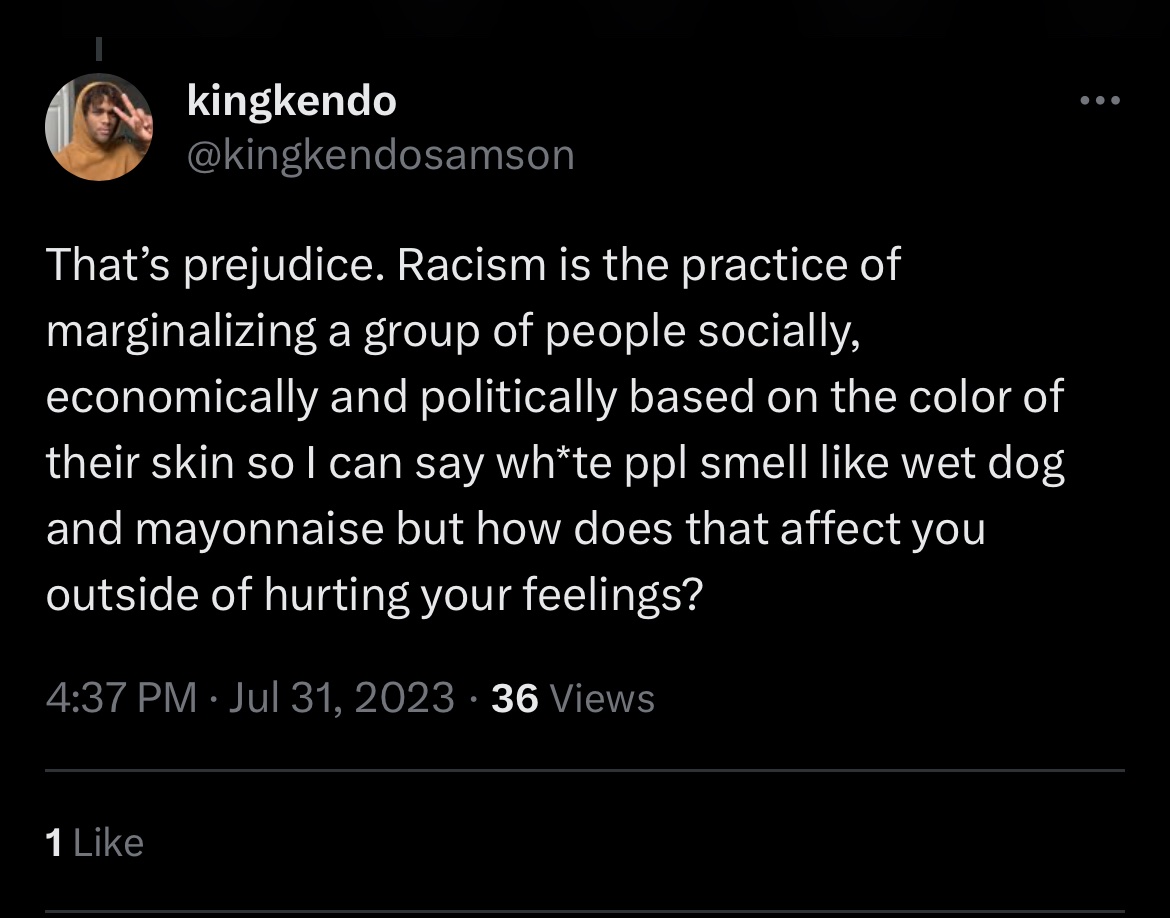 kingkendo
@kingkendosamson
That’s prejudice. Racism is the practice of
marginalizing a group of people socially,
economically and politically based on the color of
their skin so I can say wh*te ppl smell like wet dog
and mayonnaise but how does that affect you
outside of hurting your feelings?
4:37 PM · Jul 31, 2023 · 36 Views
1 Like